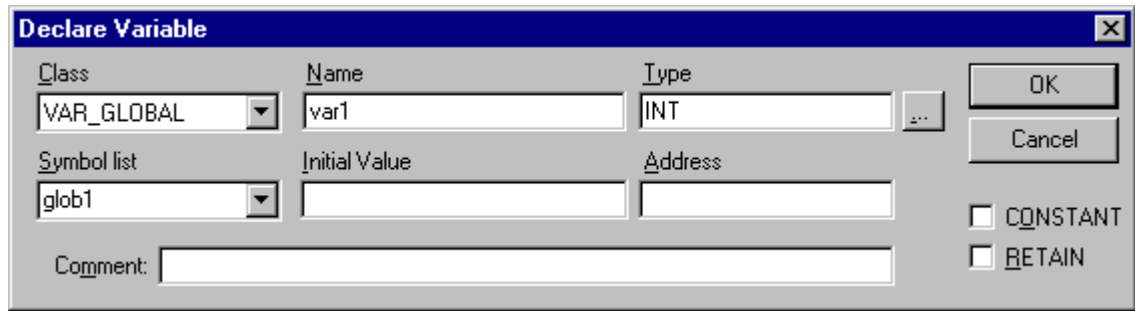 Declare Variable
Class Name Type
VAR_GLOBAL var1 INT ... OK
Symbol list Initial Value Address Cancel
glob1
CONSTANT
Comment: RETAIN